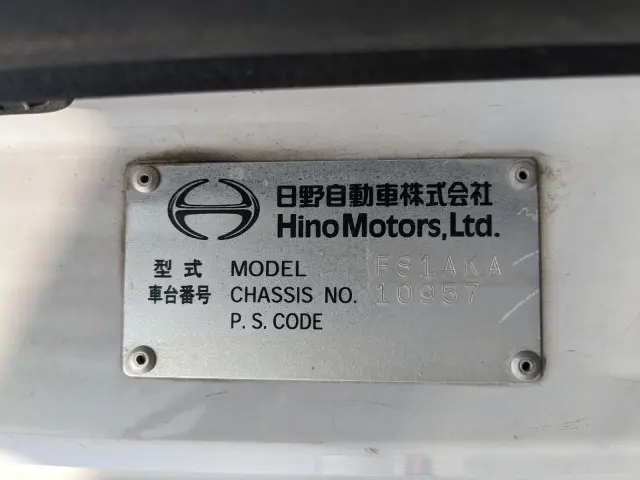 日野自動車株式会社
Hino Motors, Ltd.
型式 MODEL FS1AKA
車台番号 CHASSIS NO. 10957
P. S. CODE